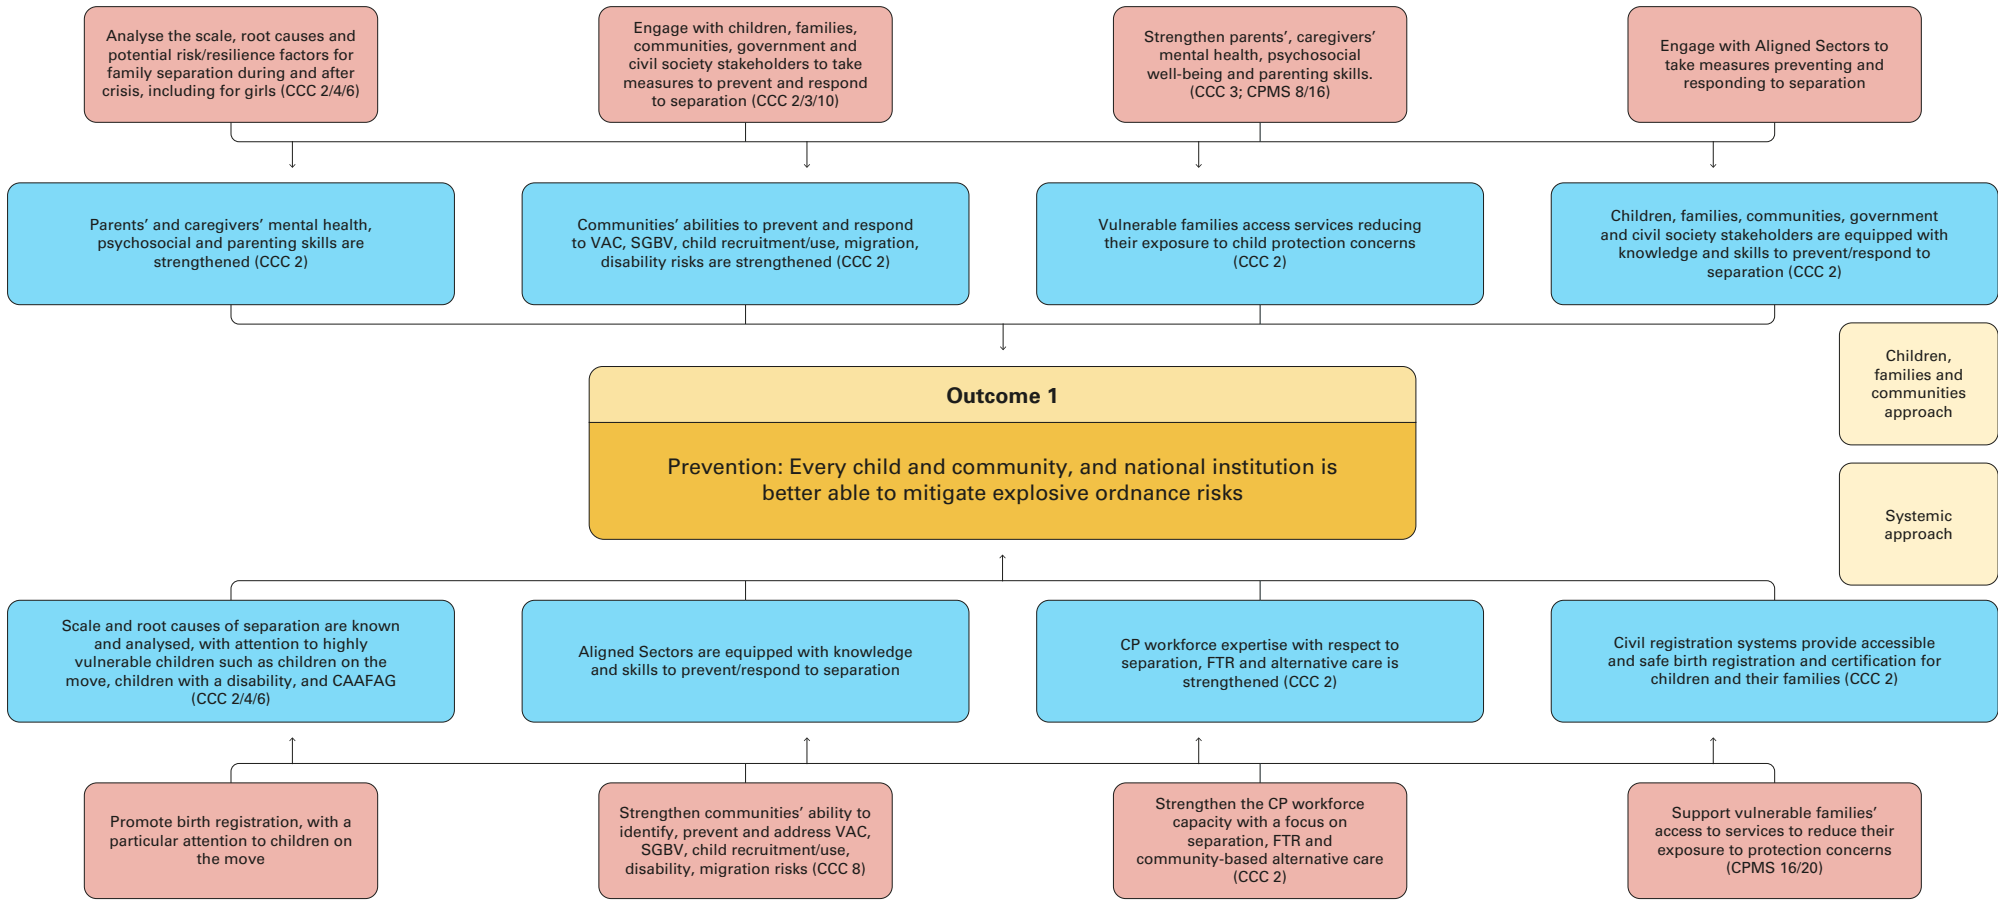 Analyse the scale, root causes and
potential risk/resilience factors for
family separation during and after
crisis, including for girls (CCC 2/4/6)
Engage with children, families,
communities, government and
civil society stakeholders to take
measures to prevent and respond
to separation (CCC 2/3/10)
Strengthen parents’, caregivers’
mental health, psychosocial
well-being and parenting skills.
(CCC 3; CPMS 8/16)
Engage with Aligned Sectors to
take measures preventing and
responding to separation
Parents’ and caregivers’ mental health,
psychosocial and parenting skills are
strengthened (CCC 2)
Communities’ abilities to prevent and respond
to VAC, SGBV, child recruitment/use, migration,
disability risks are strengthened (CCC 2)
Vulnerable families access services reducing
their exposure to child protection concerns
(CCC 2)
Children, families, communities, government
and civil society stakeholders are equipped with
knowledge and skills to prevent/respond to
separation (CCC 2)
Children,
families and
communities
approach
Outcome 1
Prevention: Every child and community, and national institution is
better able to mitigate explosive ordnance risks
Systemic
approach
Scale and root causes of separation are known
and analysed, with attention to highly
vulnerable children such as children on the
move, children with a disability, and CAAFAG
(CCC 2/4/6)
Aligned Sectors are equipped with knowledge
and skills to prevent/respond to separation
CP workforce expertise with respect to
separation, FTR and alternative care is
strengthened (CCC 2)
Civil registration systems provide accessible
and safe birth registration and certification for
children and their families (CCC 2)
Promote birth registration, with a
particular attention to children on
the move
Strengthen communities’ ability to
identify, prevent and address VAC,
SGBV, child recruitment/use,
disability, migration risks (CCC 8)
Strengthen the CP workforce
capacity with a focus on
separation, FTR and
community-based alternative care
(CCC 2)
Support vulnerable families’
access to services to reduce their
exposure to protection concerns
(CPMS 16/20)